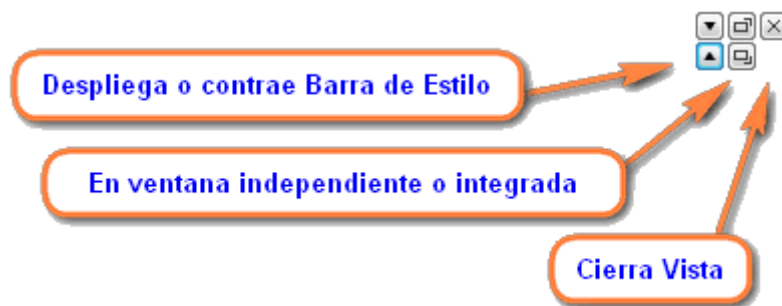 Despliega o contrae Barra de Estilo
En ventana independiente o integrada
Cierra Vista